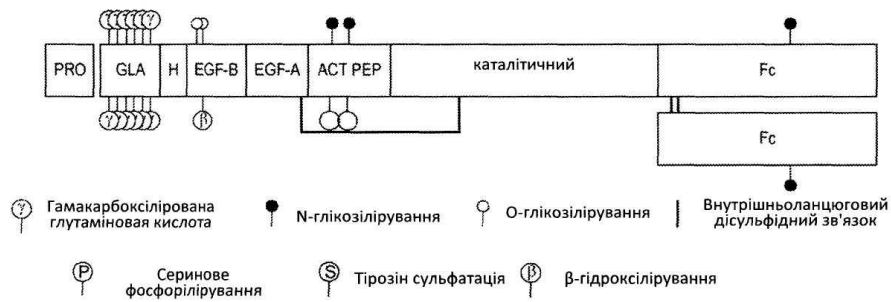 γ γ γ γ γ γ
PRO GLA H EGF-B EGF-A ACT PEP каталітичний Fc
γ γ γ γ γ γ β
Fc
γ Гамакарбоксілірована глутамінова кислота
N-глікозілірування
О-глікозілірування
Внутрішньоланцюговий дісульфідний зв'язок
P Серинове фосфорілірування
S Тірозін сульфатація
β β-гідроксілірування